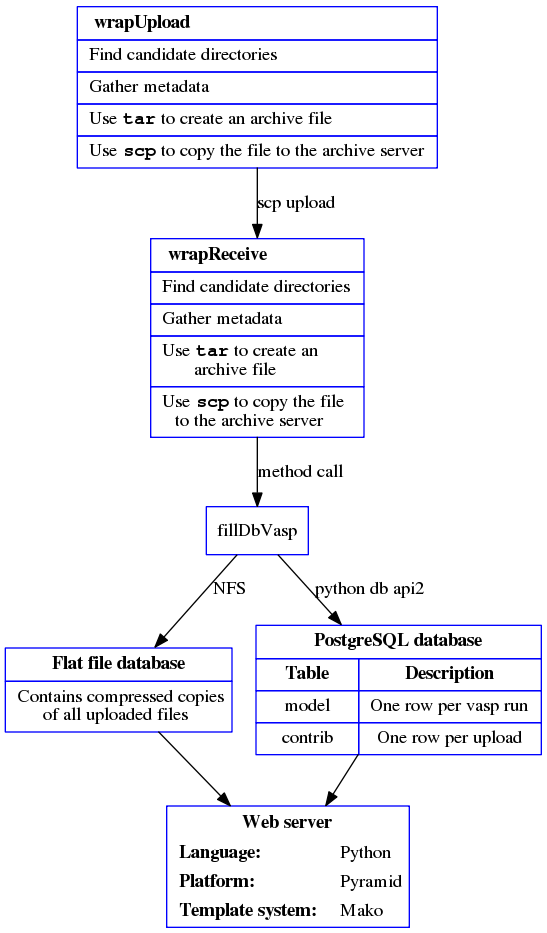 wrapUpload
Find candidate directories
Gather metadata
Use tar to create an archive file
Use scp to copy the file to the archive server
scp upload
wrapReceive
Find candidate directories
Gather metadata
Use tar to create an
archive file
Use scp to copy the file
to the archive server
method call
fillDbVasp
NFS
python db api2
Flat file database
Contains compressed copies
of all uploaded files
PostgreSQL database
Table Description
model One row per vasp run
contrib One row per upload
Web server
Language: Python
Platform: Pyramid
Template system: Mako